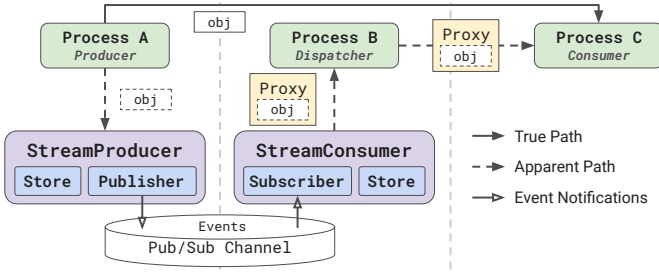 obj
Process A
Producer
Process B
Dispatcher
Proxy
obj
Process C
Consumer
obj
Proxy
obj
StreamProducer
Store
Publisher
StreamConsumer
Subscriber
Store
True Path
Apparent Path
Event Notifications
Events
Pub/Sub Channel